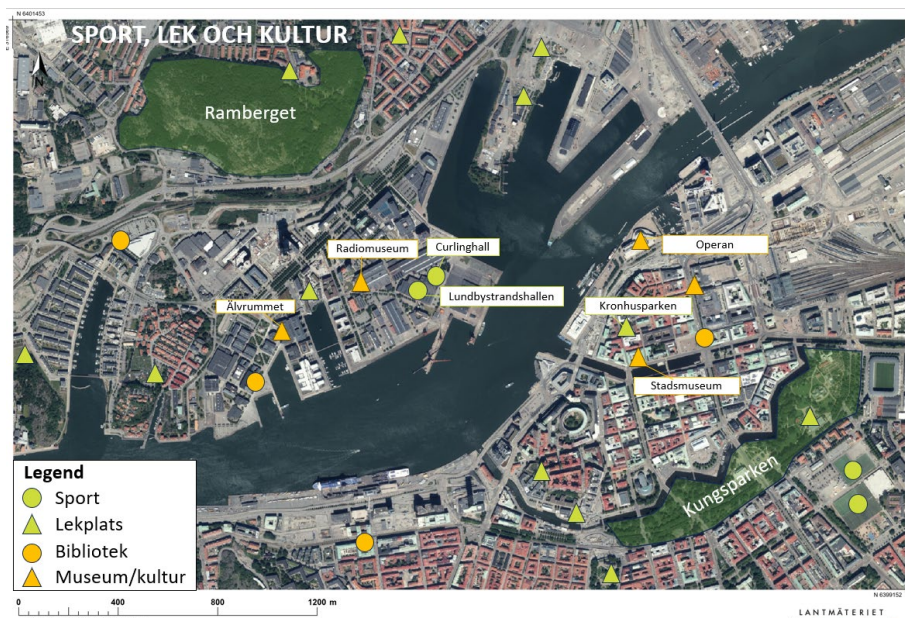 N 6401453
SPORT, LEK OCH KULTUR
Ramberget
Radiomuseum
Curlinghall
Operan
Älvrummet
Lundbystrandshallen
Kronhusparken
Stadsmuseum
Kungsparken
Legend
Sport
Lekplats
Bibliotek
Museum/kultur
N 6399152
0 400 800 1200 m
LANTMÄTERIET